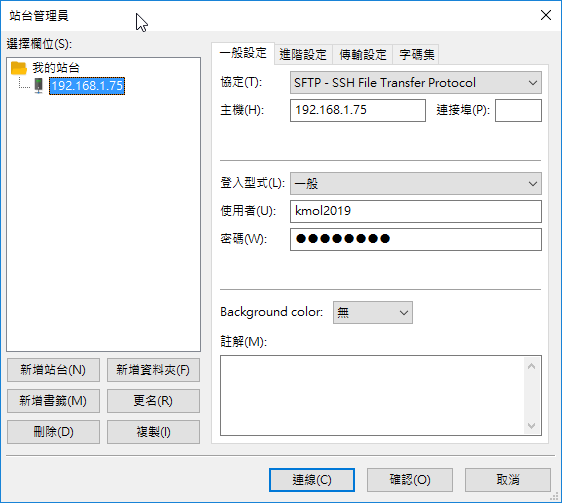 站台管理員
選擇欄位(S):
我的站台
192.168.1.75
新增站台(N) 新增資料夾(F)
新增書籤(M) 更名(R)
刪除(D) 複製(I)
一般設定 進階設定 傳輸設定 字碼集
協定(T): SFTP - SSH File Transfer Protocol
主機(H): 192.168.1.75 連接埠(P):
登入型式(L): 一般
使用者(U): kmol2019
密碼(W): ●●●●●●●●
Background color: 無
註解(M):
連線(C) 確認(O) 取消